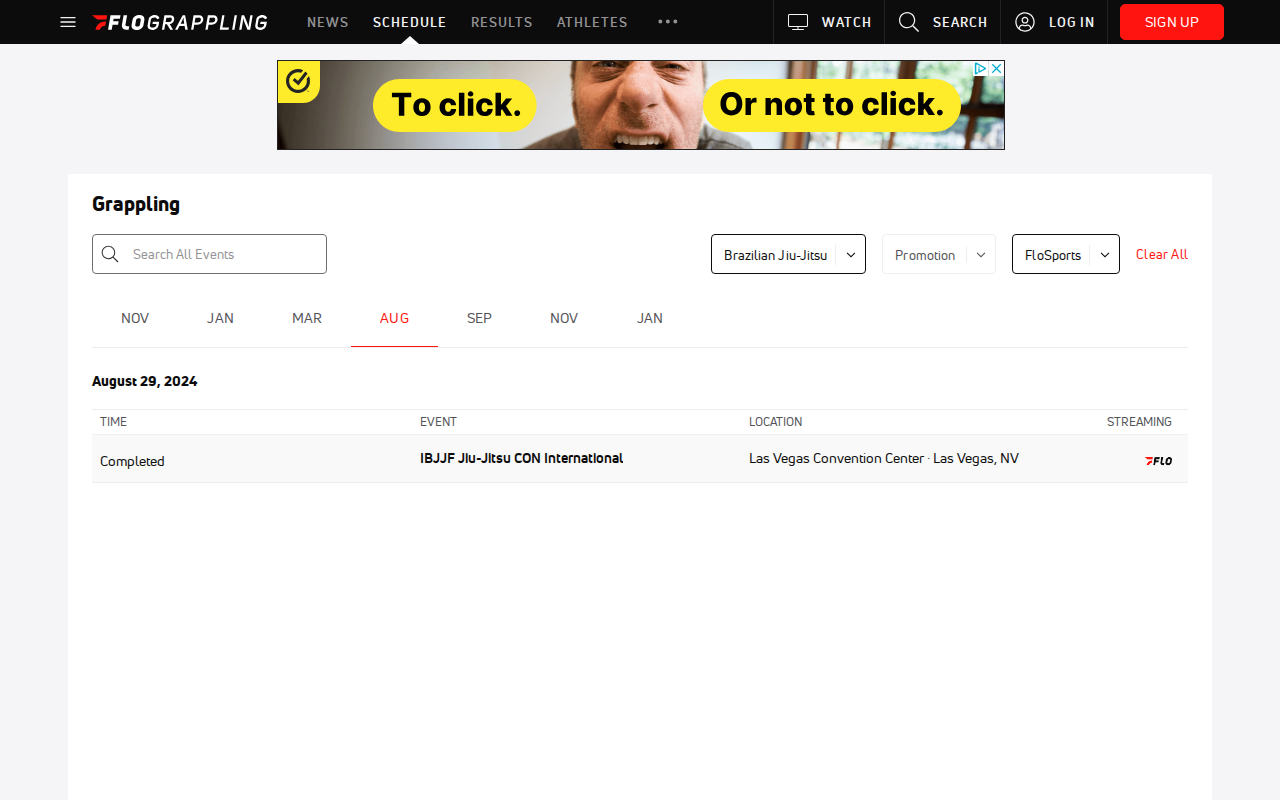 FLOGRAPPLING NEWS SCHEDULE RESULTS ATHLETES WATCH SEARCH LOG IN SIGN UP
To click. Or not to click.
Grappling
Search All Events Brazilian Jiu-Jitsu Promotion FloSports Clear All
NOV JAN MAR AUG SEP NOV JAN
August 29, 2024
TIME EVENT LOCATION STREAMING
Completed IBJJF Jiu-Jitsu CON International Las Vegas Convention Center · Las Vegas, NV FLO